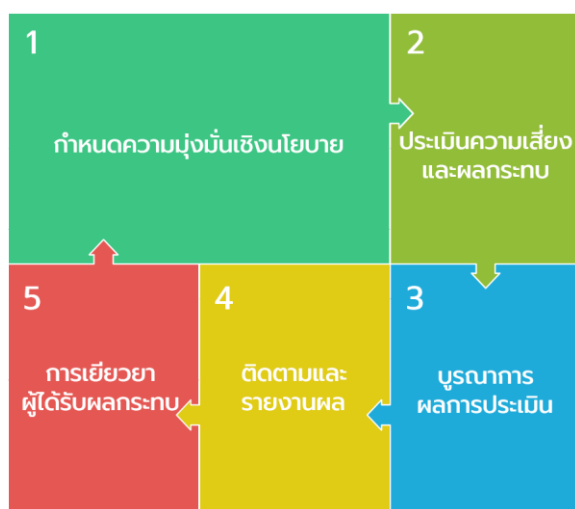 1
กำหนดความมุ่งมั่นเชิงนโยบาย
2
ประเมินความเสี่ยง
และผลกระทบ
3
บูรณาการ
ผลการประเมิน
4
ติดตามและ
รายงานผล
5
การเยียวยา
ผู้ได้รับผลกระทบ